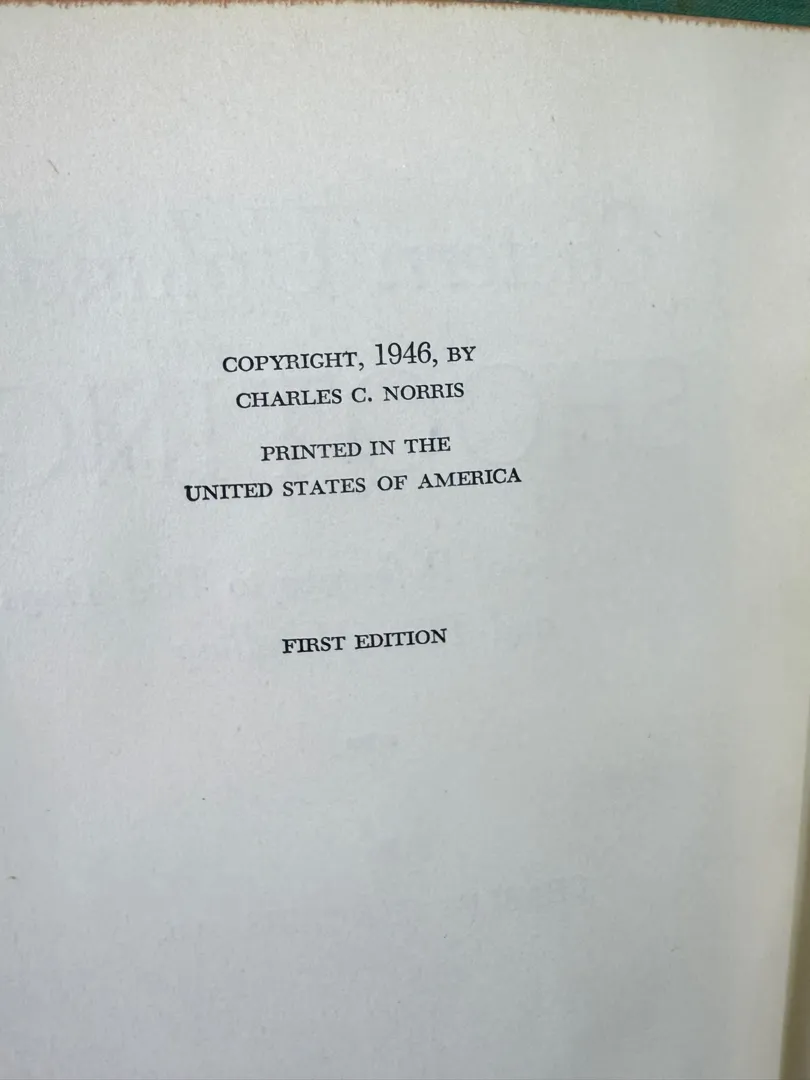 COPYRIGHT, 1946, BY
CHARLES C. NORRIS
PRINTED IN THE
UNITED STATES OF AMERICA
FIRST EDITION